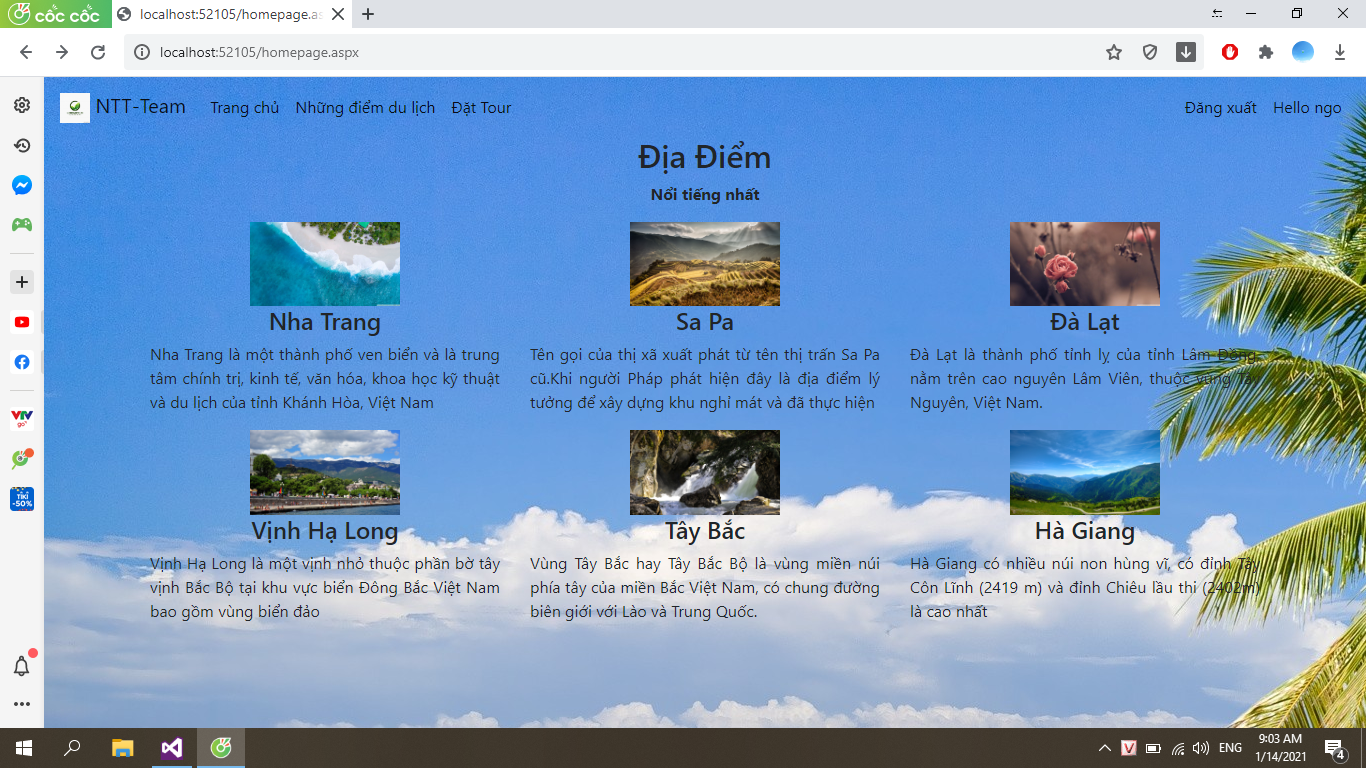 cốc cốc
localhost:52105/homepage.as
localhost:52105/homepage.aspx
NTT-Team Trang chủ Những điểm du lịch Đặt Tour Đăng xuất Hello ngo
Địa Điểm
Nổi tiếng nhất
Nha Trang
Nha Trang là một thành phố ven biển và là trung
tâm chính trị, kinh tế, văn hóa, khoa học kỹ thuật
và du lịch của tỉnh Khánh Hòa, Việt Nam
Sa Pa
Tên gọi của thị xã xuất phát từ tên thị trấn Sa Pa
cũ.Khi người Pháp phát hiện đây là địa điểm lý
tưởng để xây dựng khu nghỉ mát và đã thực hiện
Đà Lạt
Đà Lạt là thành phố tỉnh lỵ của tỉnh Lâm Đồng,
nằm trên cao nguyên Lâm Viên, thuộc vùng Tây
Nguyên, Việt Nam.
Vịnh Hạ Long
Vịnh Hạ Long là một vịnh nhỏ thuộc phần bờ tây
vịnh Bắc Bộ tại khu vực biển Đông Bắc Việt Nam
bao gồm vùng biển đảo
Tây Bắc
Vùng Tây Bắc hay Tây Bắc Bộ là vùng miền núi
phía tây của miền Bắc Việt Nam, có chung đường
biên giới với Lào và Trung Quốc.
Hà Giang
Hà Giang có nhiều núi non hùng vĩ, có đỉnh Tây
Côn Lĩnh (2419 m) và đỉnh Chiêu lầu thi (2402m)
là cao nhất
VTV
go
TIKI
-50%
V
ENG
9:03 AM
1/14/2021
4